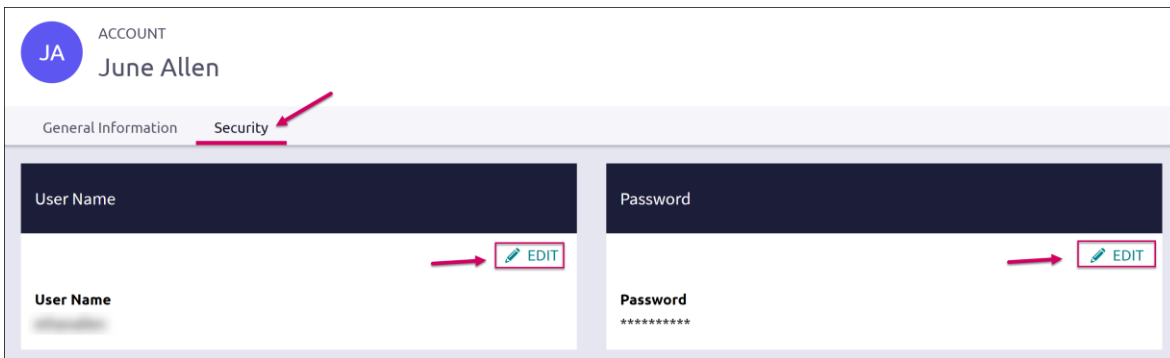 JA
ACCOUNT
June Allen
General Information Security
User Name
EDIT
User Name
Password
EDIT
Password
**********